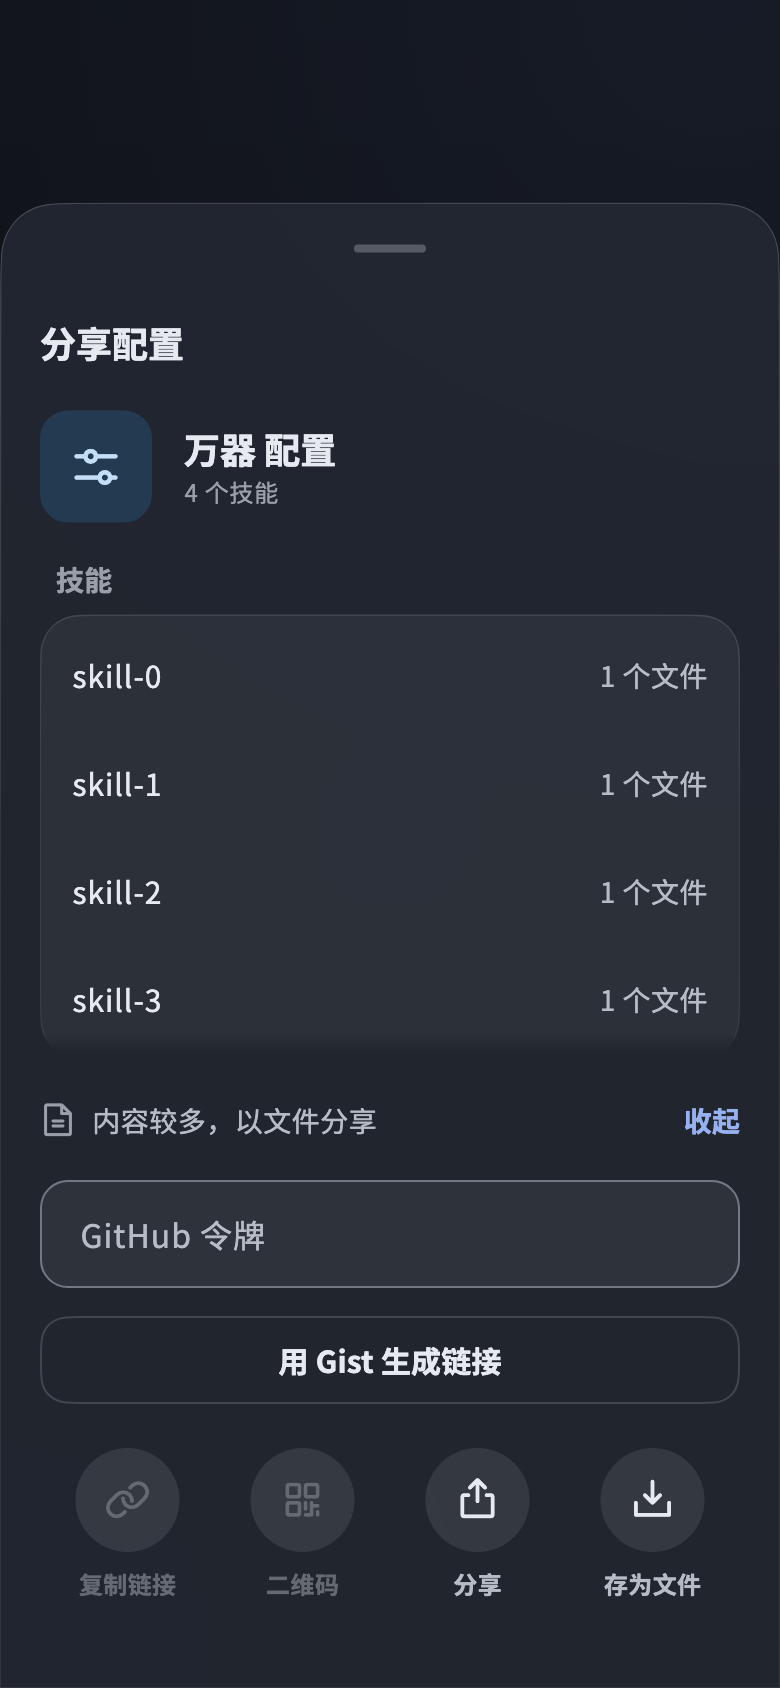 分享配置
万器 配置
4 个技能
技能
skill-0 1 个文件
skill-1 1 个文件
skill-2 1 个文件
skill-3 1 个文件
内容较多，以文件分享 收起
GitHub 令牌
用 Gist 生成链接
复制链接 二维码 分享 存为文件